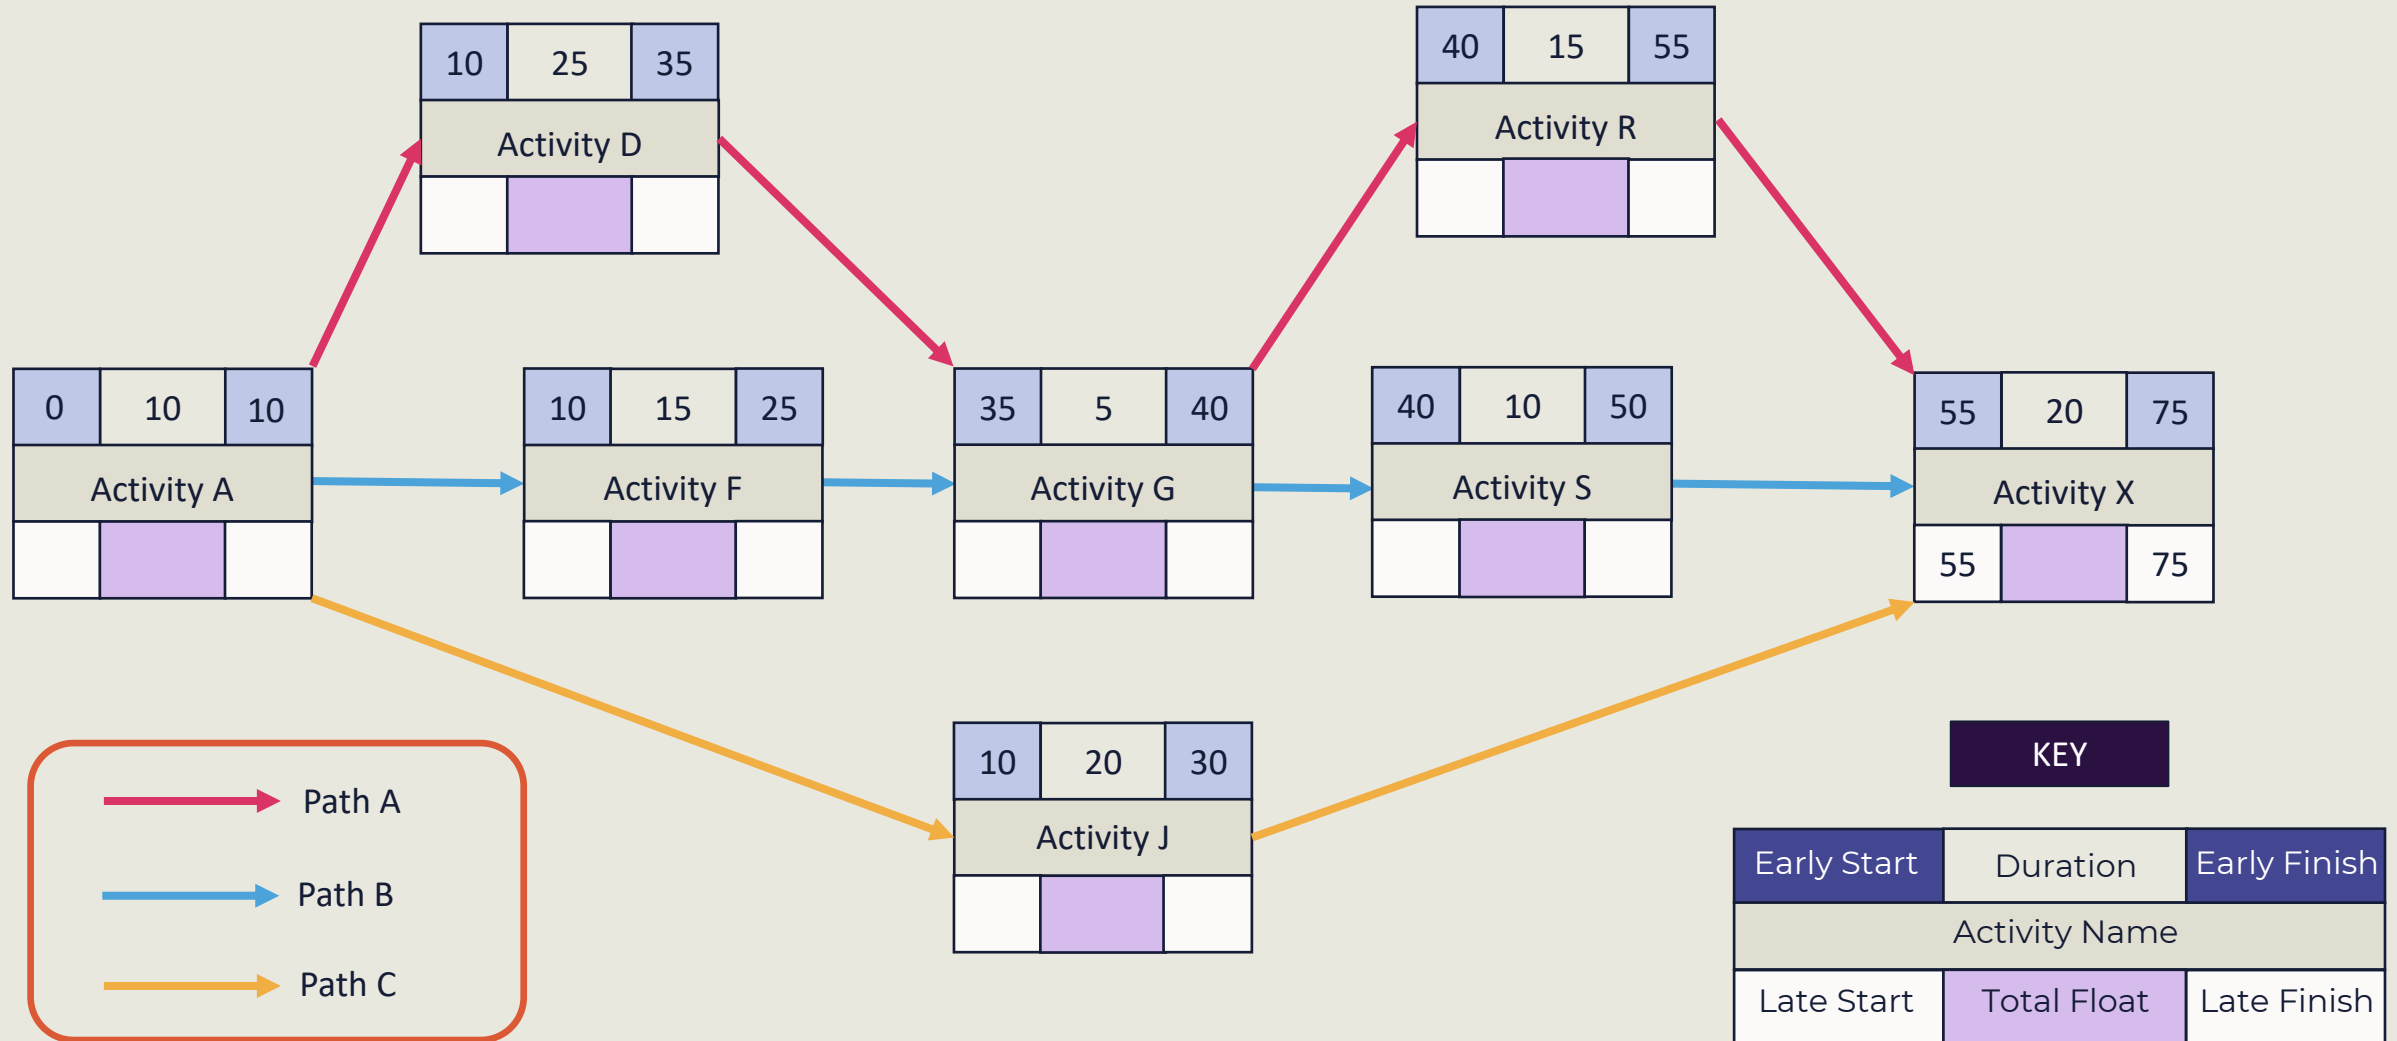 10 25 35
Activity D
40 15 55
Activity R
0 10 10
Activity A
10 15 25
Activity F
35 5 40
Activity G
40 10 50
Activity S
55 20 75
Activity X
55 75
10 20 30
Activity J
Path A
Path B
Path C
KEY
Early Start Duration Early Finish
Activity Name
Late Start Total Float Late Finish